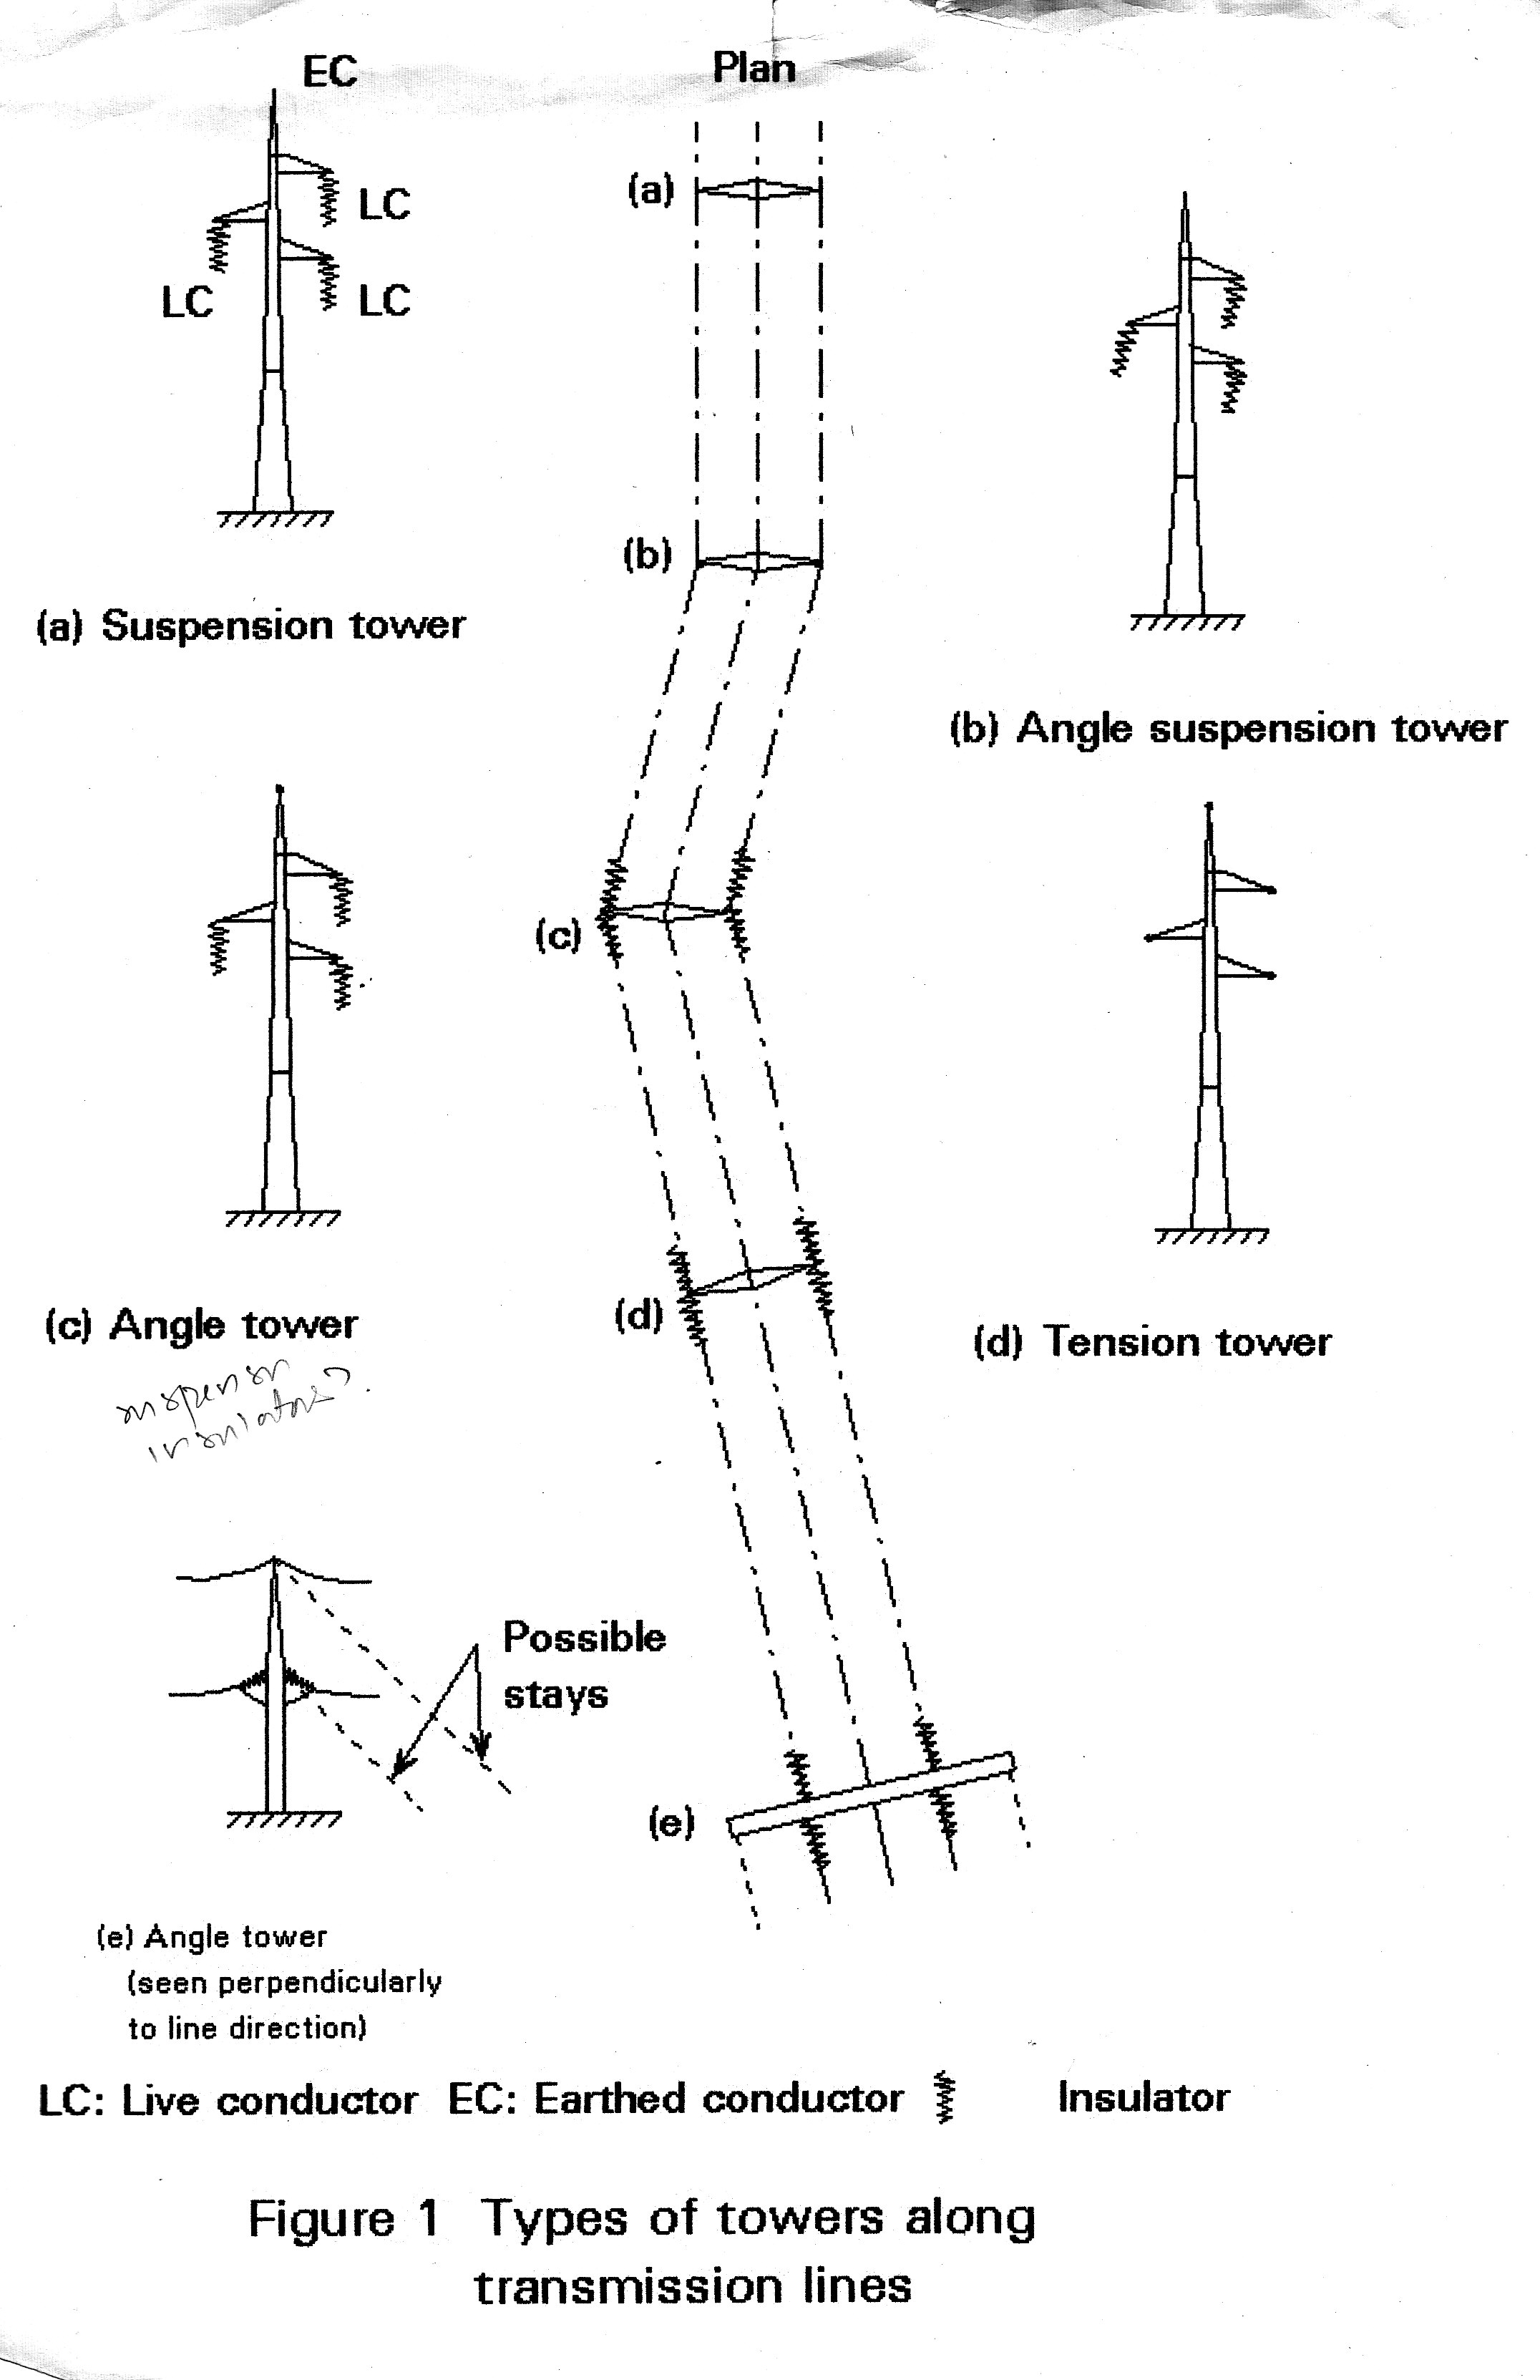 EC
Plan
(a)
LC
LC
LC
(b)
(a) Suspension tower
(b) Angle suspension tower
(c)
(d)
(c) Angle tower
(d) Tension tower
insulators?
Possible
stays
(e)
(e) Angle tower
(seen perpendicularly
to line direction)
LC: Live conductor EC: Earthed conductor Insulator
Figure 1 Types of towers along
transmission lines